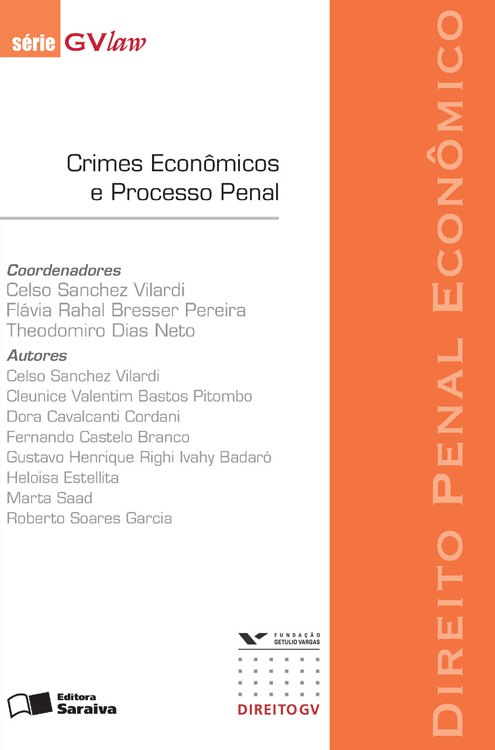 série GVlaw
Crimes Econômicos
e Processo Penal
Coordenadores
Celso Sanchez Vilardi
Flávia Rahal Bresser Pereira
Theodomiro Dias Neto
Autores
Celso Sanchez Vilardi
Cleunice Valentim Bastos Pitombo
Dora Cavalcanti Cordani
Fernando Castelo Branco
Gustavo Henrique Righi Ivahy Badaró
Heloisa Estellita
Marta Saad
Roberto Soares Garcia
Editora
Saraiva
FUNDAÇÃO
GETULIO VARGAS
DIREITO GV
DIREITO PENAL ECONÔMICO